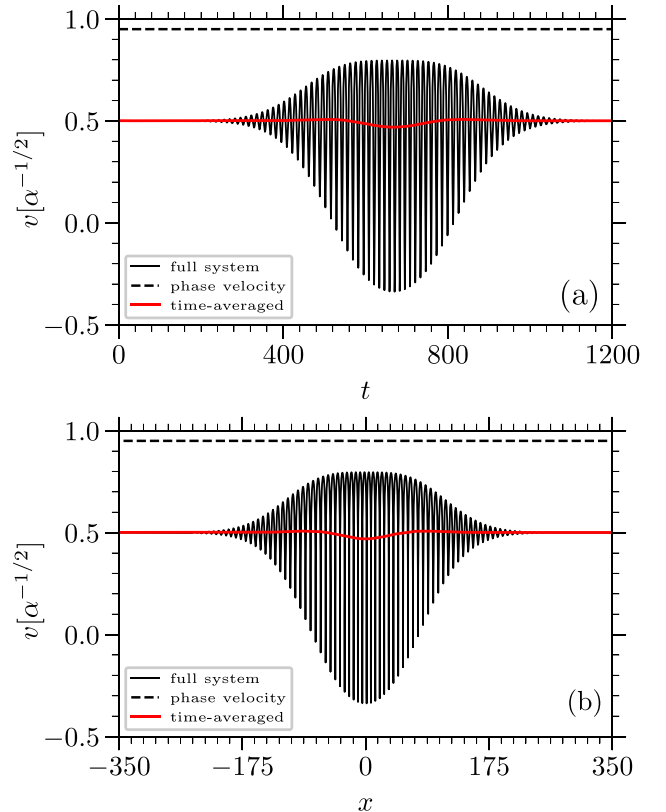 1.0
0.5
0.0
−0.5
v[α^{−1/2}]
full system
phase velocity
time-averaged
(a)
0 400 800 1200
t
1.0
0.5
0.0
−0.5
v[α^{−1/2}]
full system
phase velocity
time-averaged
(b)
−350 −175 0 175 350
x